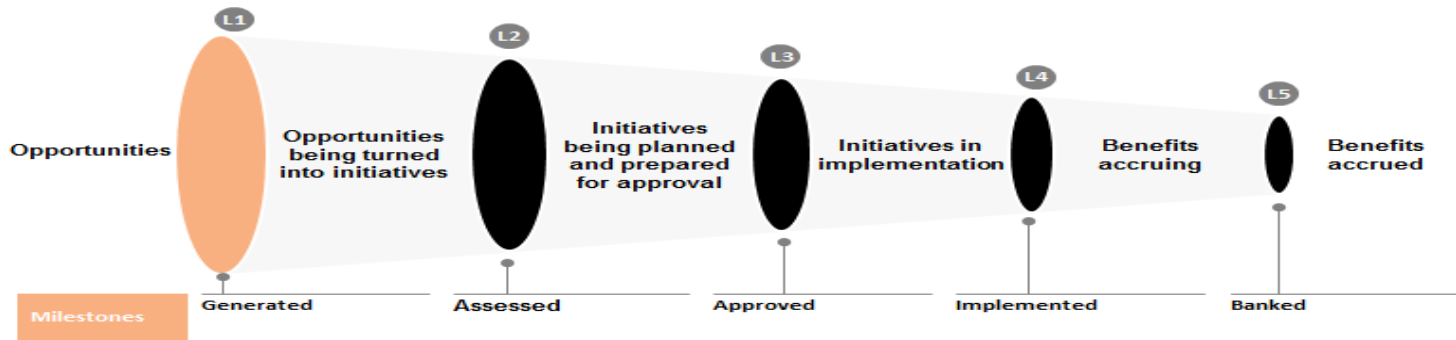 L1
L2
L3
L4
L5
Opportunities
Opportunities
being turned
into initiatives
Initiatives
being planned
and prepared
for approval
Initiatives in
implementation
Benefits
accruing
Benefits
accrued
Milestones
Generated
Assessed
Approved
Implemented
Banked